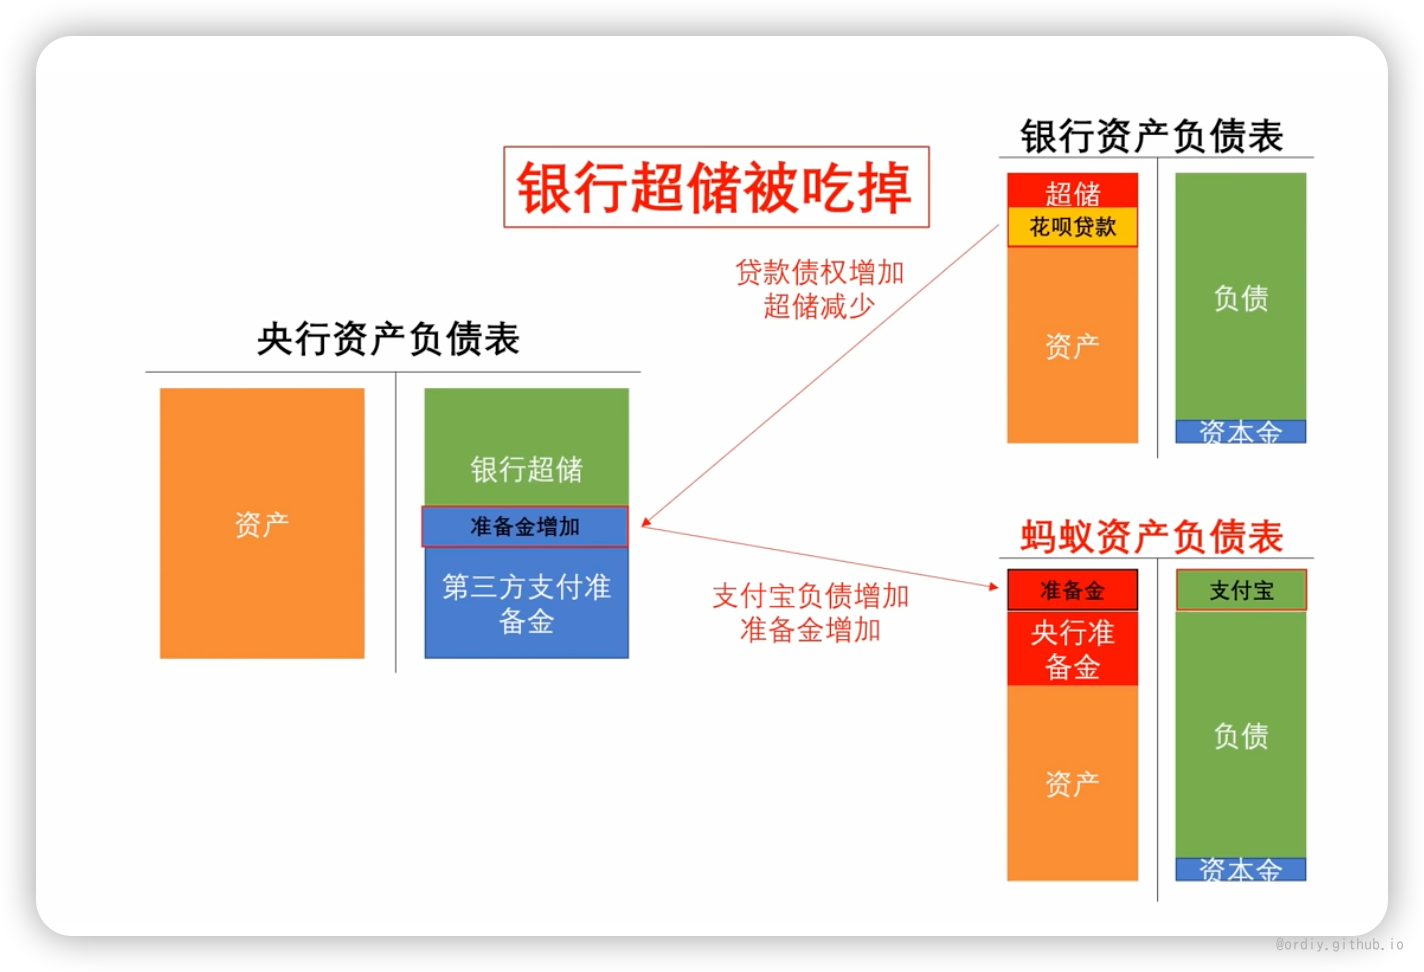 银行超储被吃掉
银行资产负债表
超储
花呗贷款
资产
负债
资本金
贷款债权增加
超储减少
央行资产负债表
资产
银行超储
准备金增加
第三方支付准
备金
支付宝负债增加
准备金增加
蚂蚁资产负债表
准备金
央行准
备金
资产
支付宝
负债
资本金
@ordiy.github.io